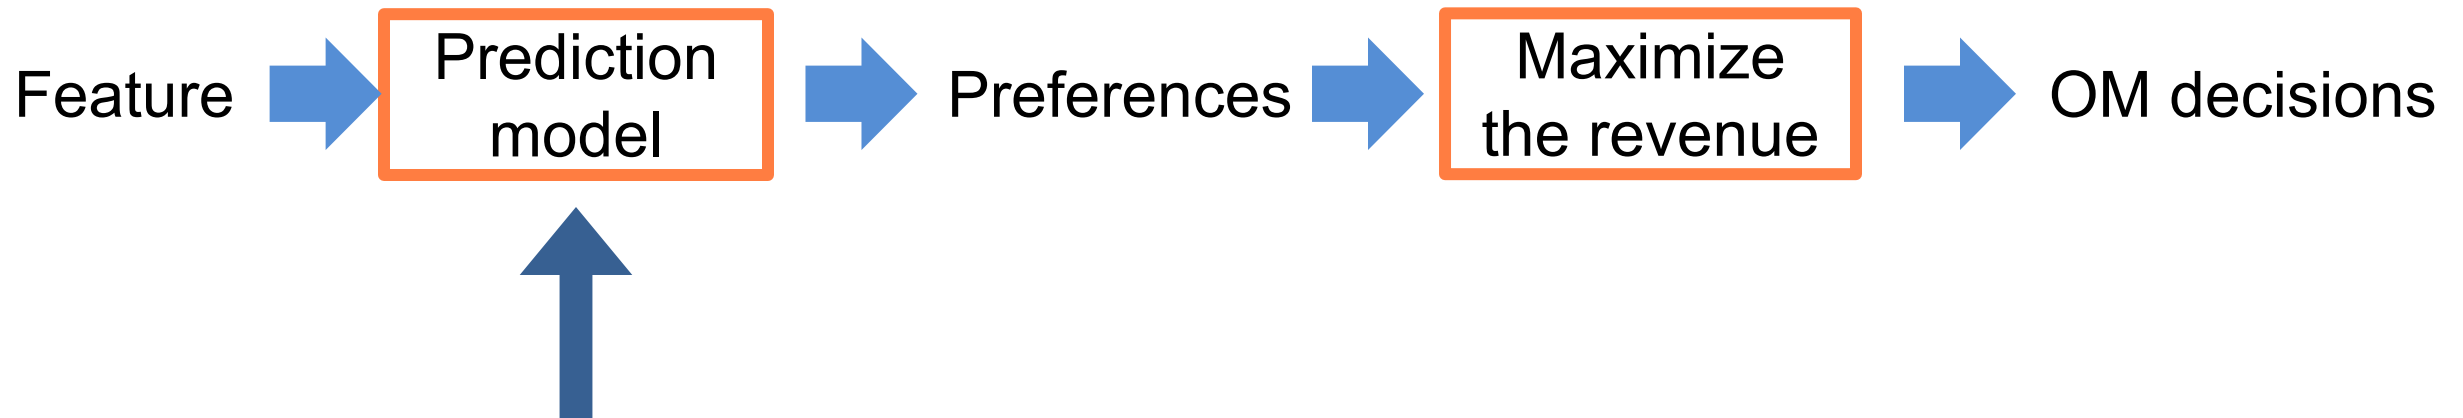 Feature
Prediction
model
Preferences
Maximize
the revenue
OM decisions